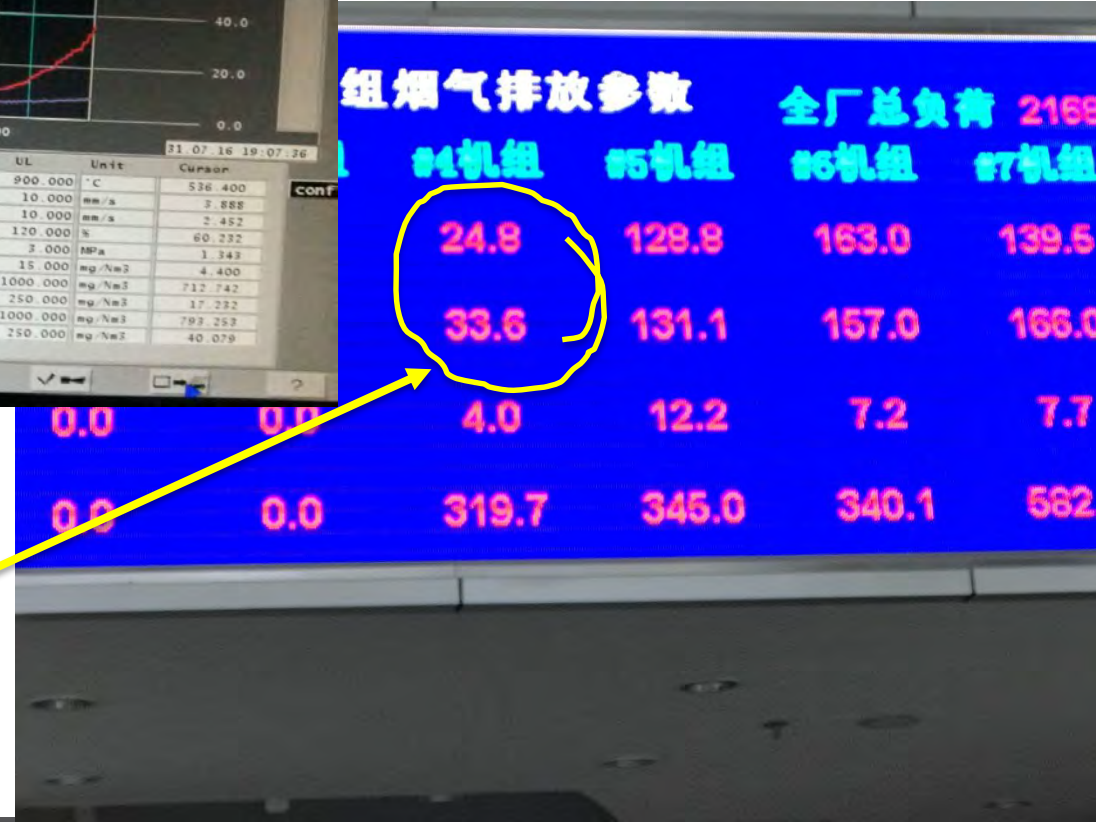 40.0
20.0
0.0
31.07.16 19:07:36
UL Unit Cursor
900.000 °C 536.400
10.000 mm/s 3.888
10.000 mm/s 2.452
120.000 % 60.232
3.000 MPa 1.343
15.000 mg/Nm3 4.400
1000.000 mg/Nm3 712.742
250.000 mg/Nm3 17.232
1000.000 mg/Nm3 793.253
250.000 mg/Nm3 40.079
conf
?
组烟气排放参数 全厂总负荷 2168
#4机组 #5机组 #6机组 #7机组
24.8 128.8 163.0 139.5
33.6 131.1 157.0 166.0
0.0 0.0 4.0 12.2 7.2 7.7
0.0 0.0 319.7 345.0 340.1 582